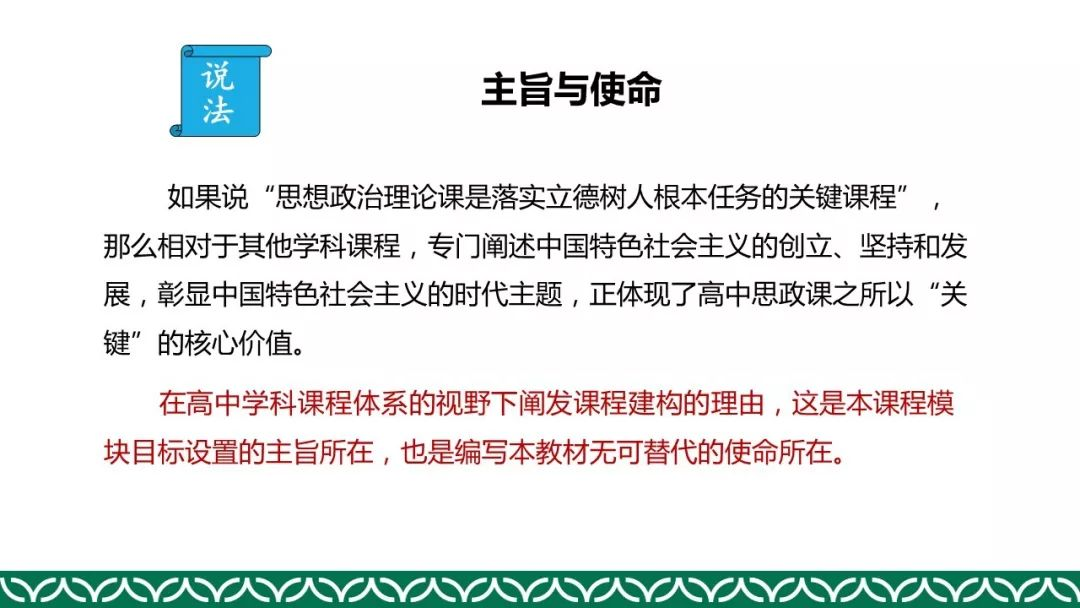 说
法
主旨与使命
如果说“思想政治理论课是落实立德树人根本任务的关键课程”，
那么相对于其他学科课程，专门阐述中国特色社会主义的创立、坚持和发
展，彰显中国特色社会主义的时代主题，正体现了高中思政课之所以“关
键”的核心价值。
在高中学科课程体系的视野下阐发课程建构的理由，这是本课程模
块目标设置的主旨所在，也是编写本教材无可替代的使命所在。